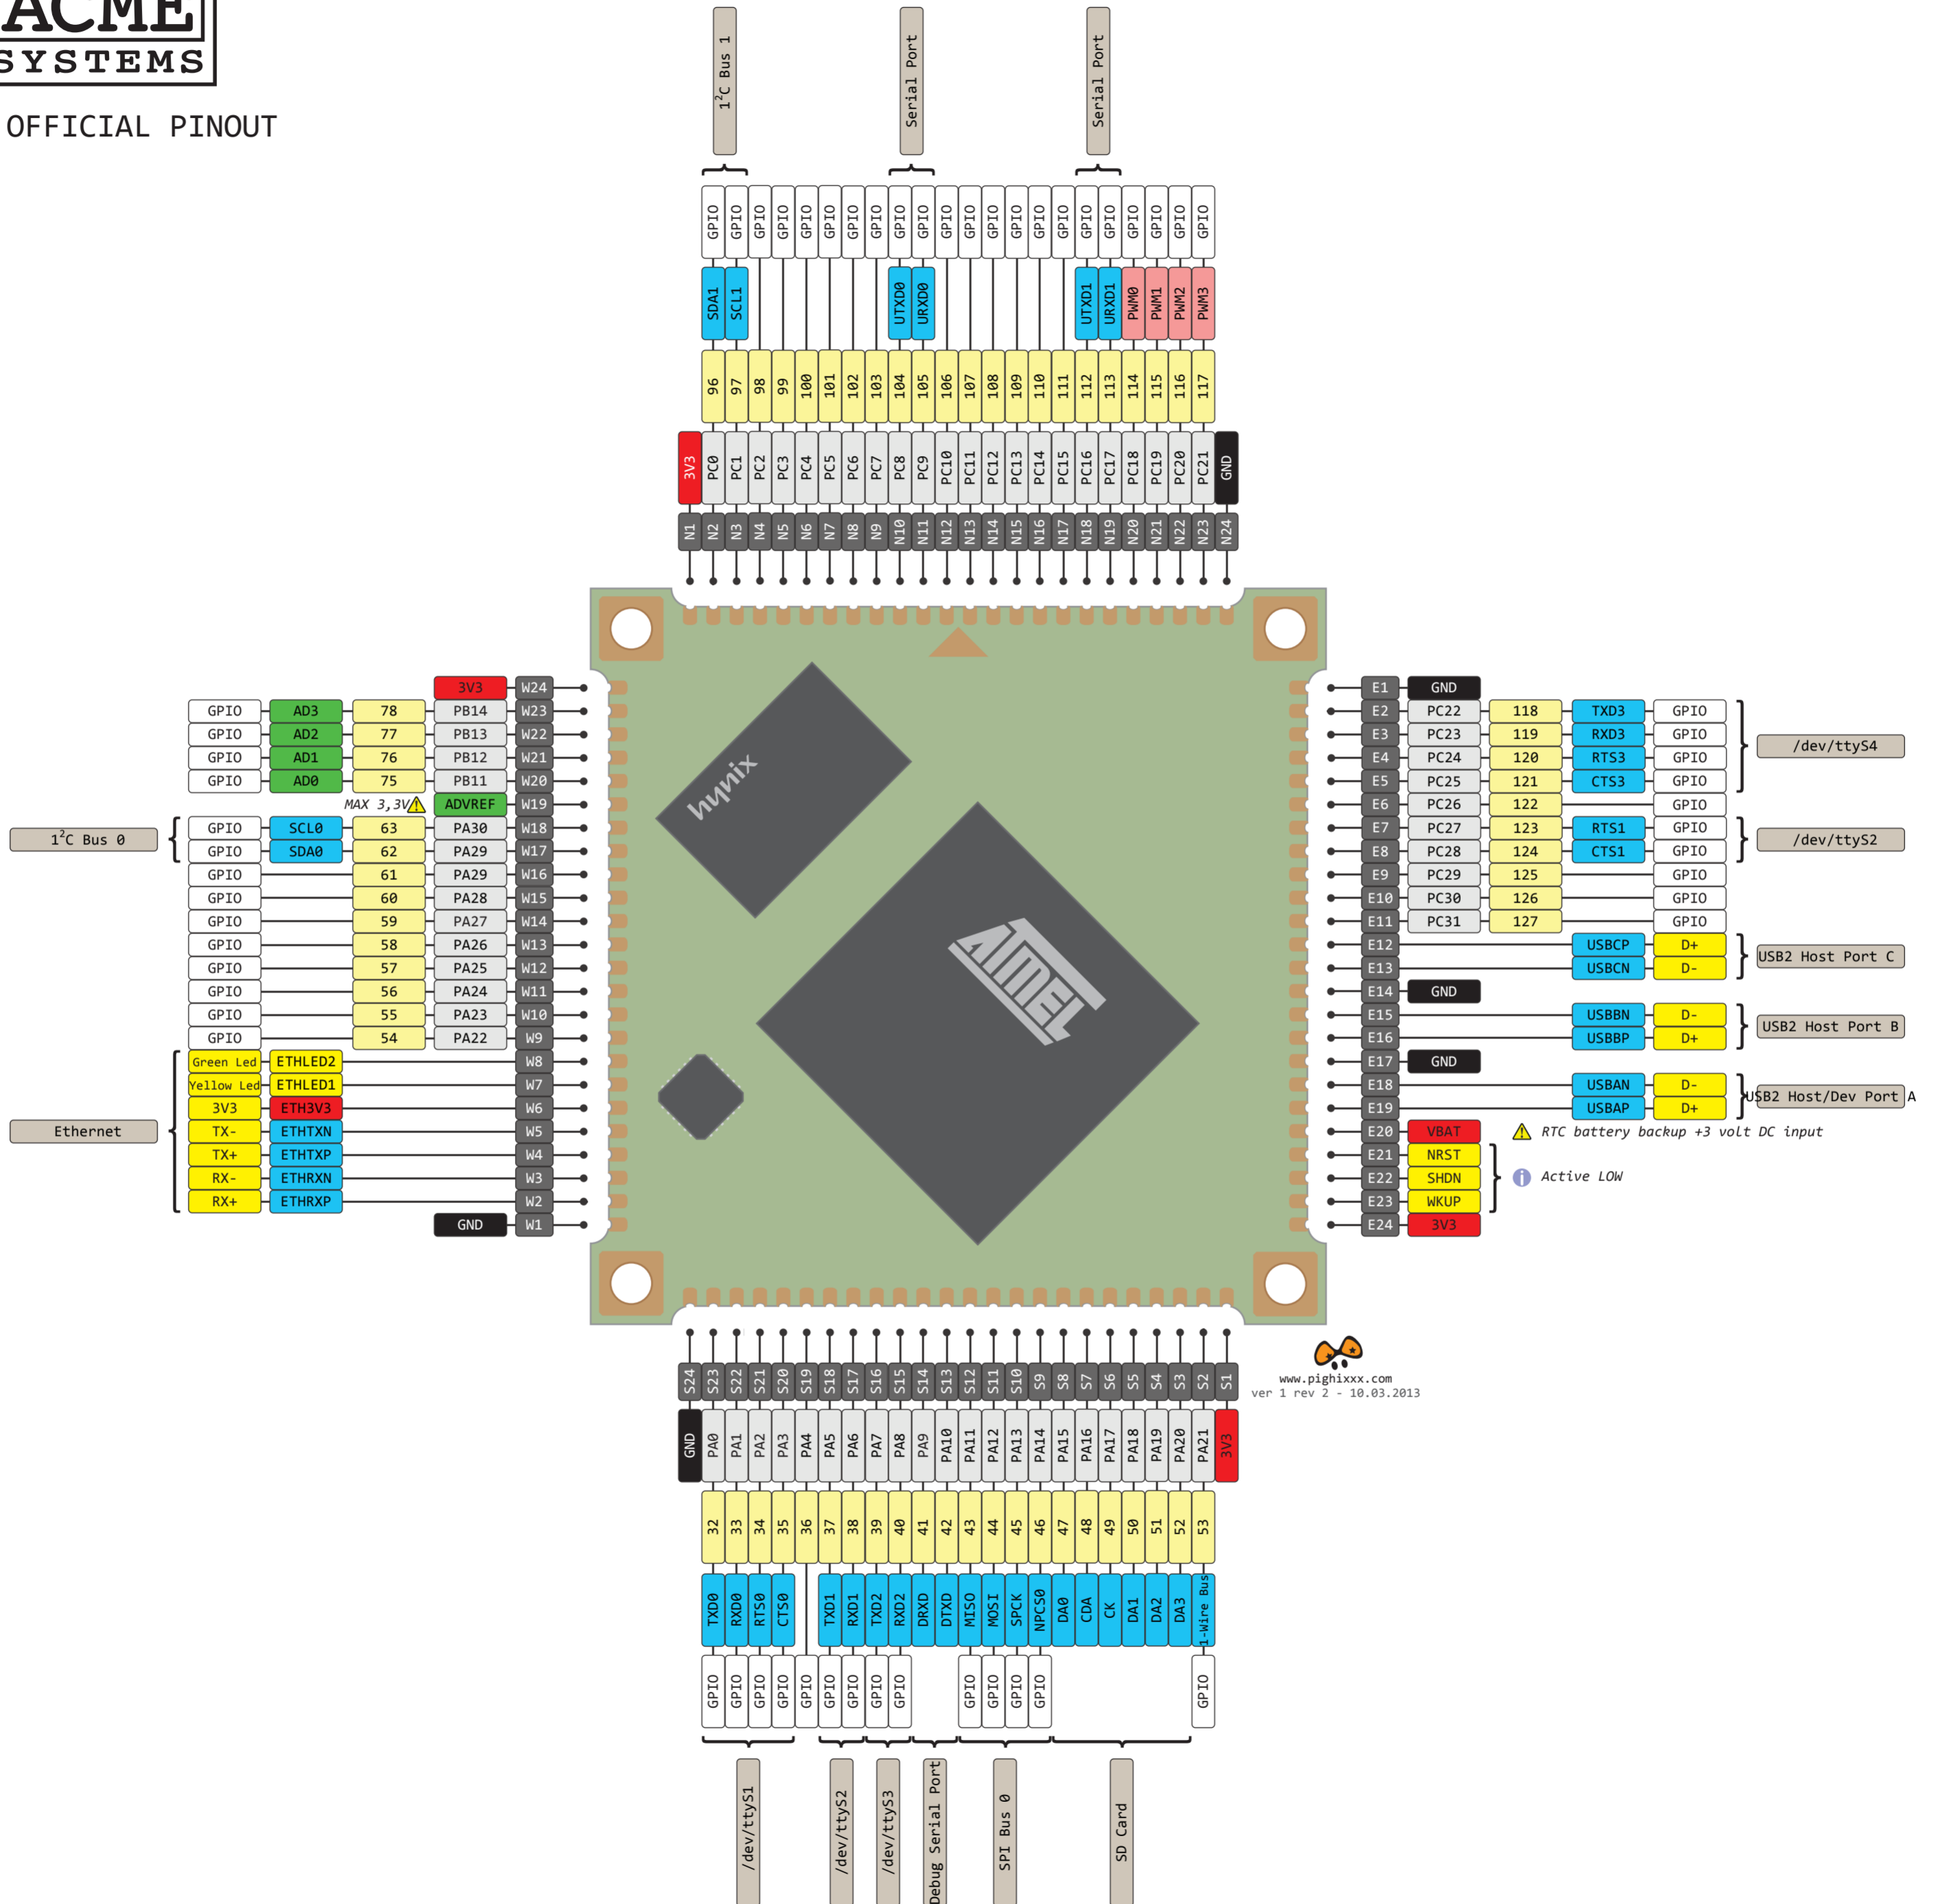 ACME
SYSTEMS
OFFICIAL PINOUT
1²C Bus 1
Serial Port
Serial Port
GPIO GPIO GPIO GPIO GPIO GPIO GPIO GPIO GPIO GPIO GPIO GPIO GPIO GPIO GPIO GPIO GPIO GPIO GPIO GPIO GPIO GPIO
SDA1 SCL1 UTXD0 URXD0 UTXD1 URXD1 PWM0 PWM1 PWM2 PWM3
96 97 98 99 100 101 102 103 104 105 106 107 108 109 110 111 112 113 114 115 116 117
3V3 PC0 PC1 PC2 PC3 PC4 PC5 PC6 PC7 PC8 PC9 PC10 PC11 PC12 PC13 PC14 PC15 PC16 PC17 PC18 PC19 PC20 PC21 GND
N1 N2 N3 N4 N5 N6 N7 N8 N9 N10 N11 N12 N13 N14 N15 N16 N17 N18 N19 N20 N21 N22 N23 N24
3V3 W24
GPIO AD3 78 PB14 W23
GPIO AD2 77 PB13 W22
GPIO AD1 76 PB12 W21
GPIO AD0 75 PB11 W20
MAX 3,3V ADVREF W19
1²C Bus 0
GPIO SCL0 63 PA30 W18
GPIO SDA0 62 PA29 W17
GPIO 61 PA29 W16
GPIO 60 PA28 W15
GPIO 59 PA27 W14
GPIO 58 PA26 W13
GPIO 57 PA25 W12
GPIO 56 PA24 W11
GPIO 55 PA23 W10
GPIO 54 PA22 W9
Ethernet
Green Led ETHLED2 W8
Yellow Led ETHLED1 W7
3V3 ETH3V3 W6
TX- ETHTXN W5
TX+ ETHTXP W4
RX- ETHRXN W3
RX+ ETHRXP W2
GND W1
hynix
ATMEL
E1 GND
E2 PC22 118 TXD3 GPIO
E3 PC23 119 RXD3 GPIO
E4 PC24 120 RTS3 GPIO
E5 PC25 121 CTS3 GPIO
/dev/ttyS4
E6 PC26 122 GPIO
E7 PC27 123 RTS1 GPIO
E8 PC28 124 CTS1 GPIO
/dev/ttyS2
E9 PC29 125 GPIO
E10 PC30 126 GPIO
E11 PC31 127 GPIO
E12 USBCP D+
E13 USBCN D-
USB2 Host Port C
E14 GND
E15 USBBN D-
E16 USBBP D+
USB2 Host Port B
E17 GND
E18 USBAN D-
E19 USBAP D+
USB2 Host/Dev Port A
E20 VBAT RTC battery backup +3 volt DC input
E21 NRST
E22 SHDN i Active LOW
E23 WKUP
E24 3V3
www.pighixxx.com
ver 1 rev 2 - 10.03.2013
S24 S23 S22 S21 S20 S19 S18 S17 S16 S15 S14 S13 S12 S11 S10 S9 S8 S7 S6 S5 S4 S3 S2 S1
GND PA0 PA1 PA2 PA3 PA4 PA5 PA6 PA7 PA8 PA9 PA10 PA11 PA12 PA13 PA14 PA15 PA16 PA17 PA18 PA19 PA20 PA21 3V3
32 33 34 35 36 37 38 39 40 41 42 43 44 45 46 47 48 49 50 51 52 53
TXD0 RXD0 RTS0 CTS0 TXD1 RXD1 TXD2 RXD2 DRXD DTXD MISO MOSI SPCK NPCS0 DA0 CDA CK DA1 DA2 DA3 1-Wire Bus
GPIO GPIO GPIO GPIO GPIO GPIO GPIO GPIO GPIO GPIO GPIO GPIO GPIO GPIO
/dev/ttyS1
/dev/ttyS2
/dev/ttyS3
Debug Serial Port
SPI Bus 0
SD Card